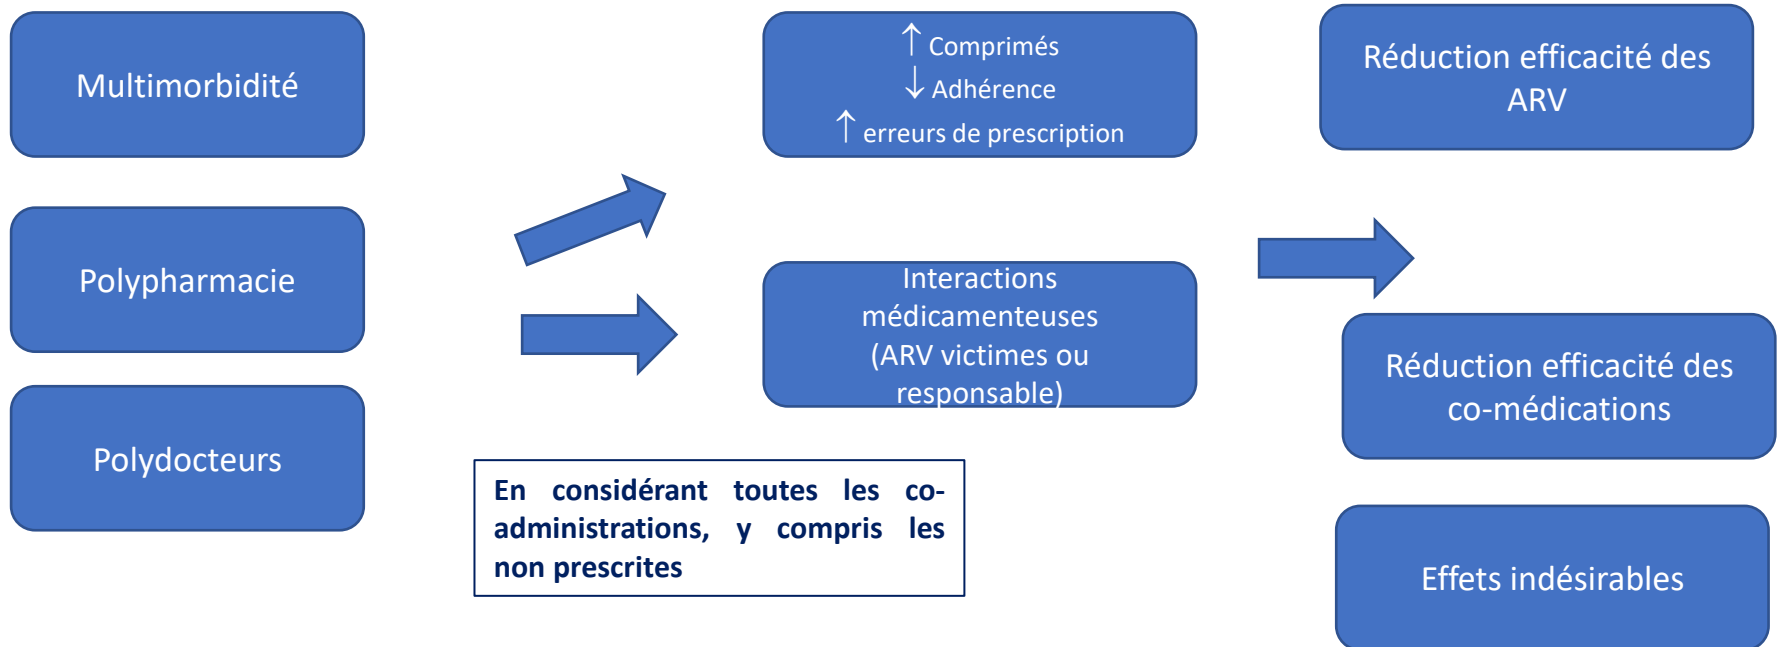 Multimorbidité
Polypharmacie
Polydocteurs
↑ Comprimés
↓ Adhérence
↑ erreurs de prescription
Interactions
médicamenteuses
(ARV victimes ou
responsable)
En considérant toutes les co-
administrations, y compris les
non prescrites
Réduction efficacité des
ARV
Réduction efficacité des
co-médications
Effets indésirables